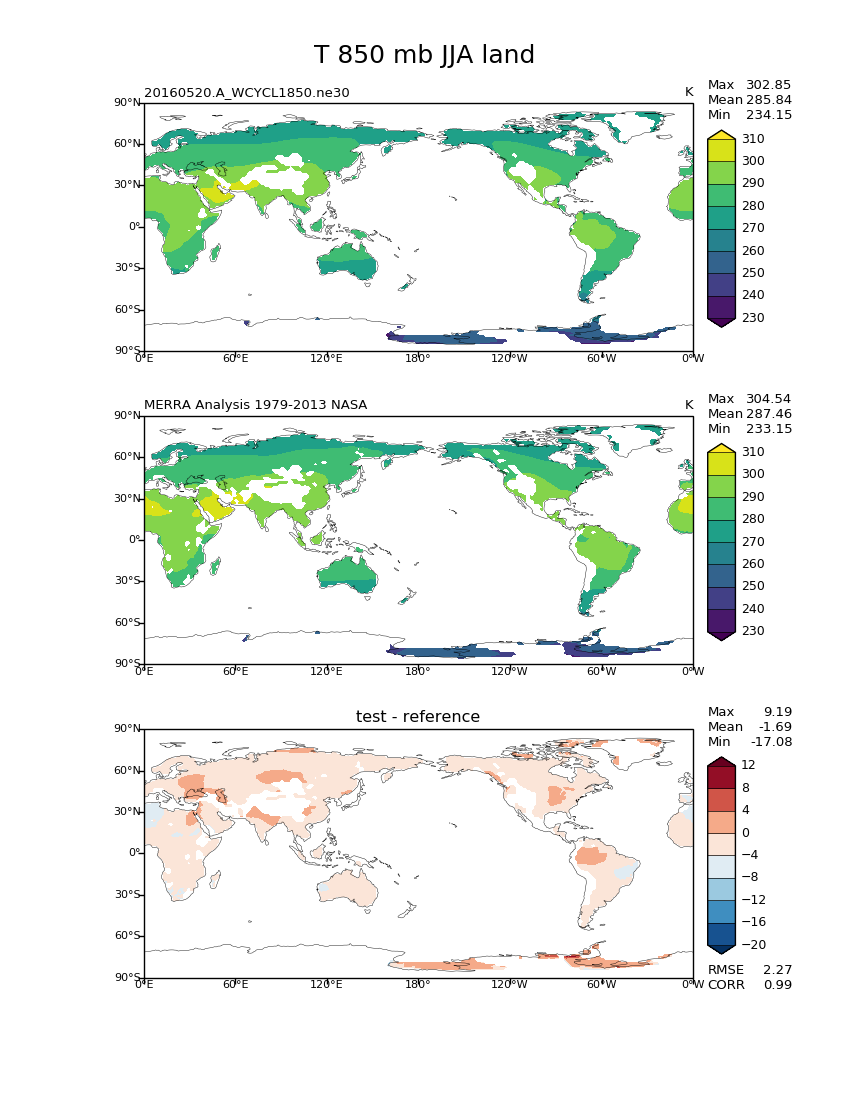 T 850 mb JJA land
20160520.A_WCYCL1850.ne30
K
Max 302.85
Mean 285.84
Min 234.15
90°N
60°N
30°N
0°
30°S
60°S
90°S
0°E 60°E 120°E 180° 120°W 60°W 0°W
310
300
290
280
270
260
250
240
230
MERRA Analysis 1979-2013 NASA
K
Max 304.54
Mean 287.46
Min 233.15
90°N
60°N
30°N
0°
30°S
60°S
90°S
0°E 60°E 120°E 180° 120°W 60°W 0°W
310
300
290
280
270
260
250
240
230
test - reference
Max 9.19
Mean -1.69
Min -17.08
90°N
60°N
30°N
0°
30°S
60°S
90°S
0°E 60°E 120°E 180° 120°W 60°W 0°W
12
8
4
0
−4
−8
−12
−16
−20
RMSE 2.27
CORR 0.99